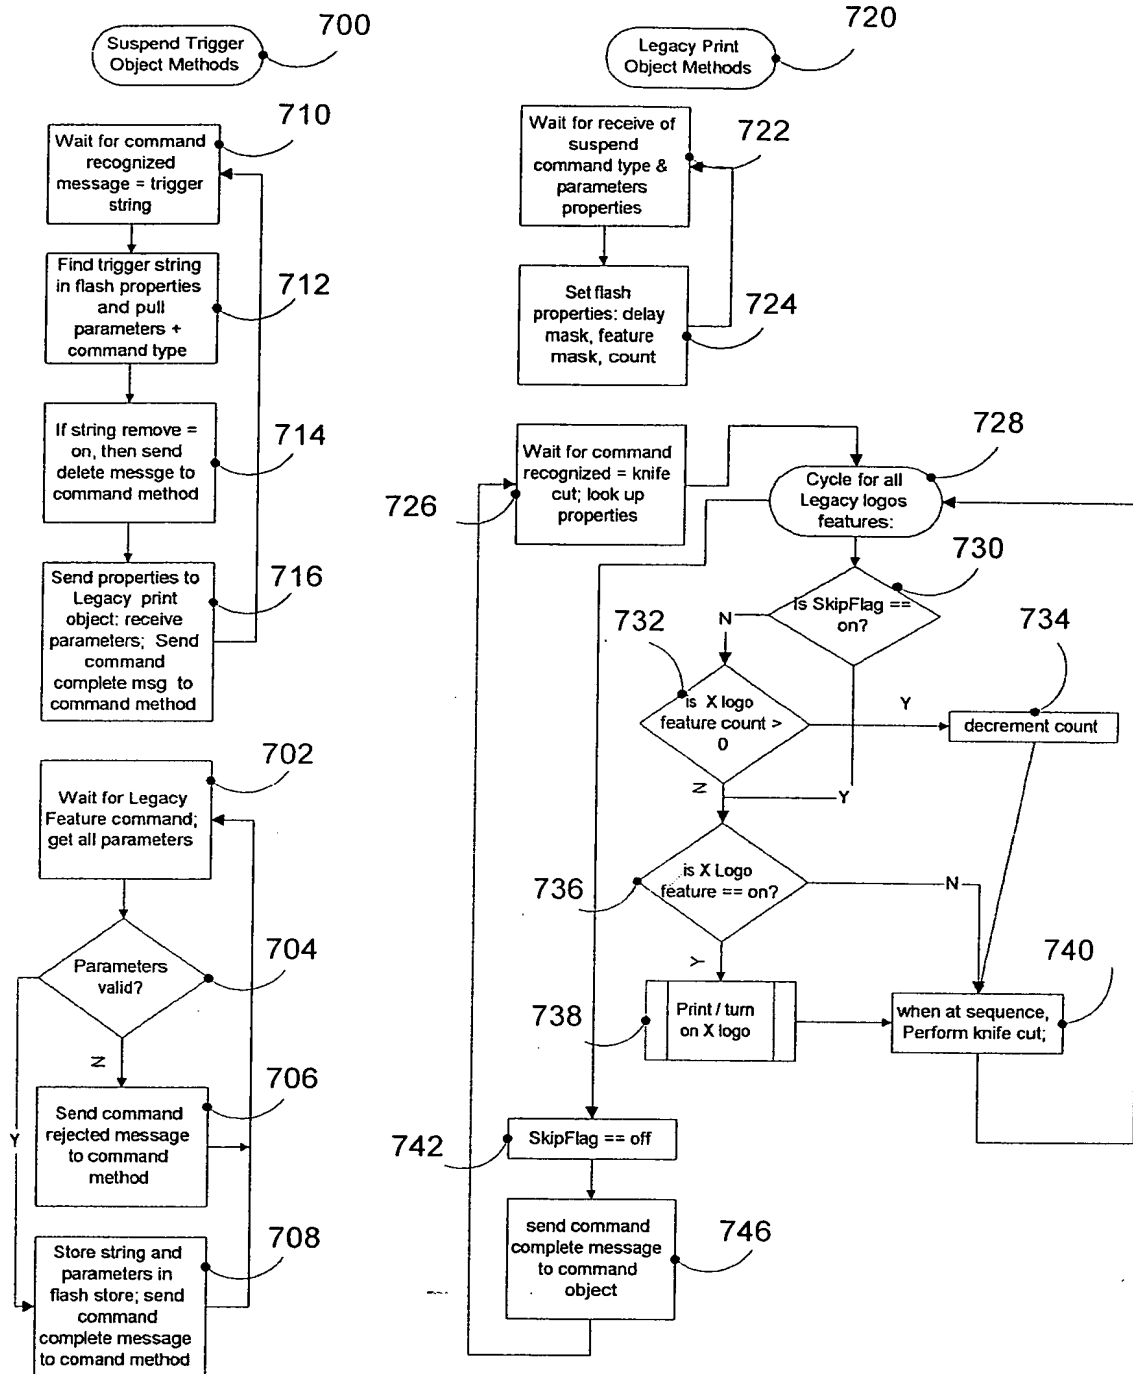 700
Suspend Trigger
Object Methods
710
Wait for command
recognized
message = trigger
string
712
Find trigger string
in flash properties
and pull
parameters +
command type
714
If string remove =
on, then send
delete messge to
command method
716
Send properties to
Legacy print
object: receive
parameters; Send
command
complete msg to
command method
702
Wait for Legacy
Feature command;
get all parameters
704
Parameters
valid?
N
Y
706
Send command
rejected message
to command
method
708
Store string and
parameters in
flash store; send
command
complete message
to comand method
720
Legacy Print
Object Methods
722
Wait for receive of
suspend
command type &
parameters
properties
724
Set flash
properties: delay
mask, feature
mask, count
726
Wait for command
recognized = knife
cut; look up
properties
728
Cycle for all
Legacy logos
features:
730
is SkipFlag ==
on?
N
Y
732
is X logo
feature count >
0
Y
N
734
decrement count
736
is X Logo
feature == on?
N
Y
738
Print / turn
on X logo
740
when at sequence,
Perform knife cut;
742
SkipFlag == off
746
send command
complete message
to command
object